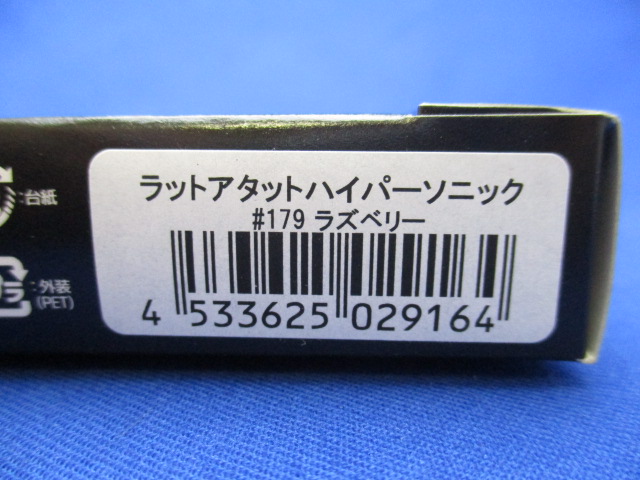 ラットアタットハイパーソニック
#179 ラズベリー
4 533625 029164
:台紙
ラ
:外装
(PET)